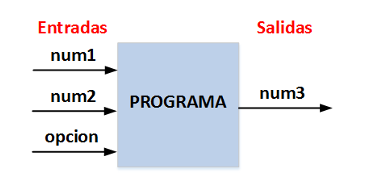 Entradas
Salidas
num1
num2
opcion
PROGRAMA
num3